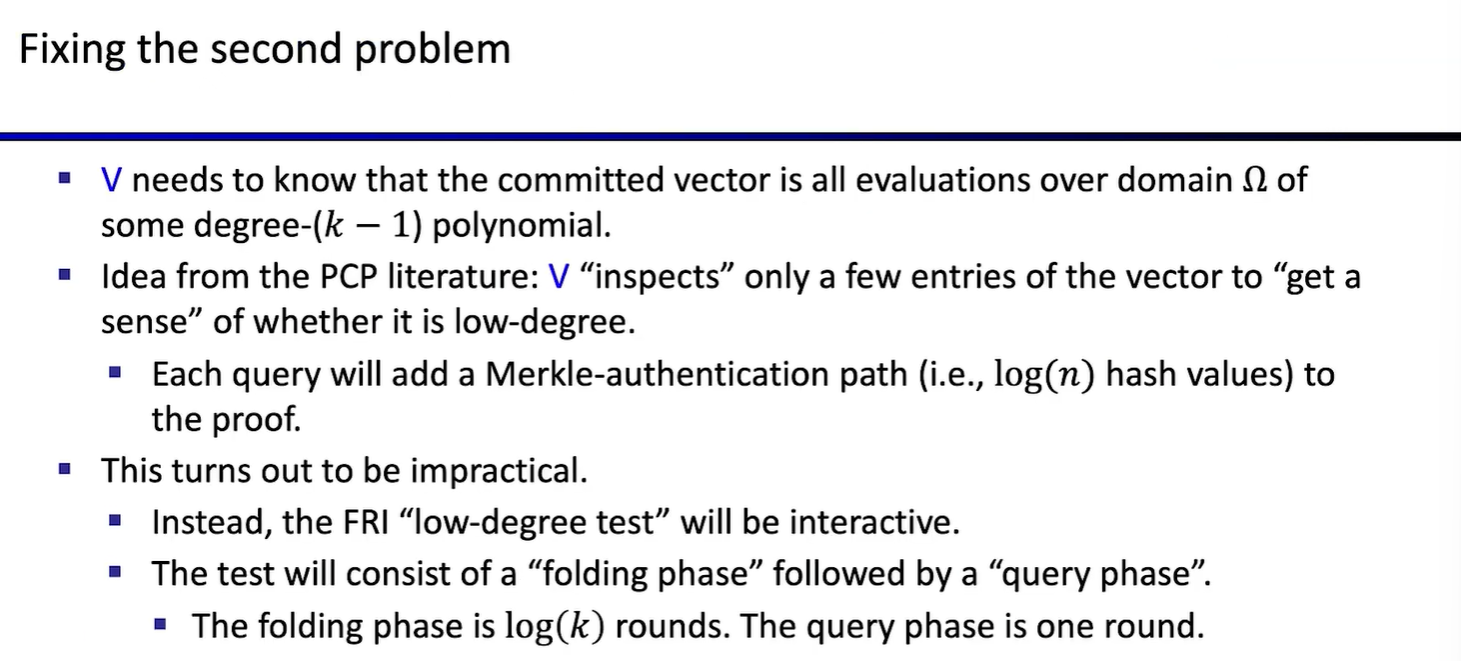 Fixing the second problem
▪ V needs to know that the committed vector is all evaluations over domain Ω of
some degree-(k − 1) polynomial.
▪ Idea from the PCP literature: V “inspects” only a few entries of the vector to “get a
sense” of whether it is low-degree.
▪ Each query will add a Merkle-authentication path (i.e., log(n) hash values) to
the proof.
▪ This turns out to be impractical.
▪ Instead, the FRI “low-degree test” will be interactive.
▪ The test will consist of a “folding phase” followed by a “query phase”.
▪ The folding phase is log(k) rounds. The query phase is one round.